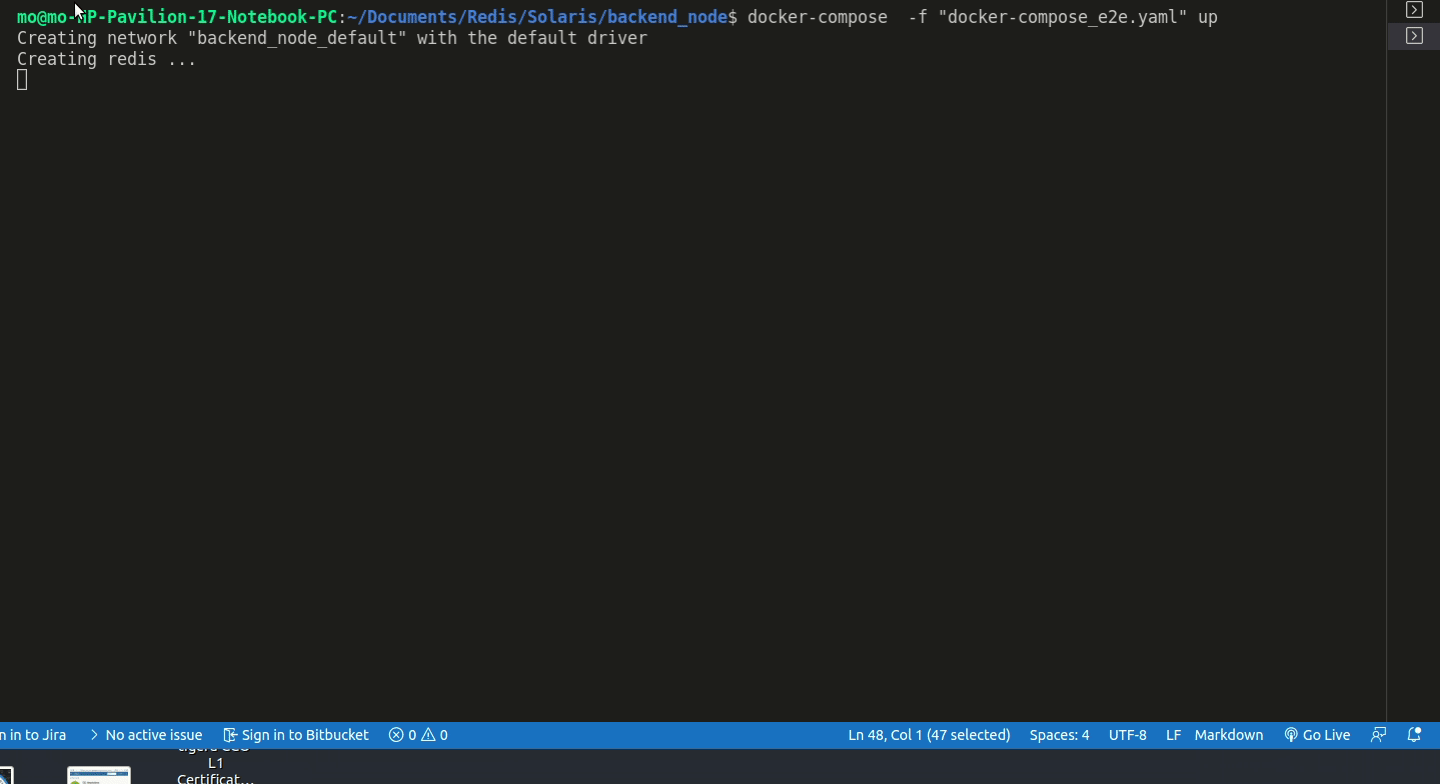 mo@mo-HP-Pavilion-17-Notebook-PC:~/Documents/Redis/Solaris/backend_node$ docker-compose  -f "docker-compose_e2e.yaml" up
Creating network "backend_node_default" with the default driver
Creating redis ...
n in to Jira
No active issue
Sign in to Bitbucket
0
0
Ln 48, Col 1 (47 selected)
Spaces: 4
UTF-8
LF
Markdown
Go Live
L1
Certificat...